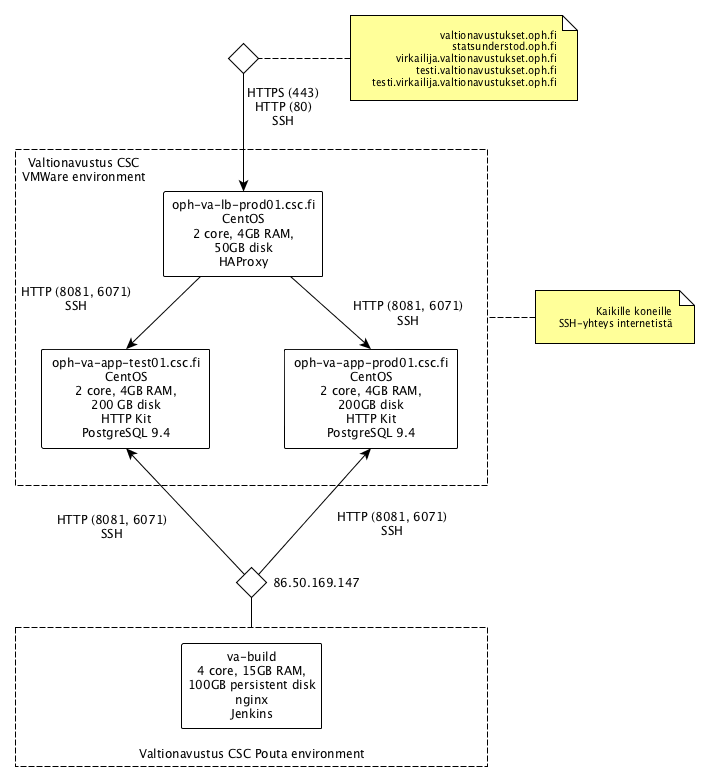 valtionavustukset.oph.fi
statsunderstod.oph.fi
virkailija.valtionavustukset.oph.fi
testi.valtionavustukset.oph.fi
testi.virkailija.valtionavustukset.oph.fi
HTTPS (443)
HTTP (80)
SSH
Valtionavustus CSC
VMWare environment
oph-va-lb-prod01.csc.fi
CentOS
2 core, 4GB RAM,
50GB disk
HAProxy
HTTP (8081, 6071)
SSH
HTTP (8081, 6071)
SSH
Kaikille koneille
SSH-yhteys internetistä
oph-va-app-test01.csc.fi
CentOS
2 core, 4GB RAM,
200 GB disk
HTTP Kit
PostgreSQL 9.4
oph-va-app-prod01.csc.fi
CentOS
2 core, 4GB RAM,
200GB disk
HTTP Kit
PostgreSQL 9.4
HTTP (8081, 6071)
SSH
HTTP (8081, 6071)
SSH
86.50.169.147
va-build
4 core, 15GB RAM,
100GB persistent disk
nginx
Jenkins
Valtionavustus CSC Pouta environment